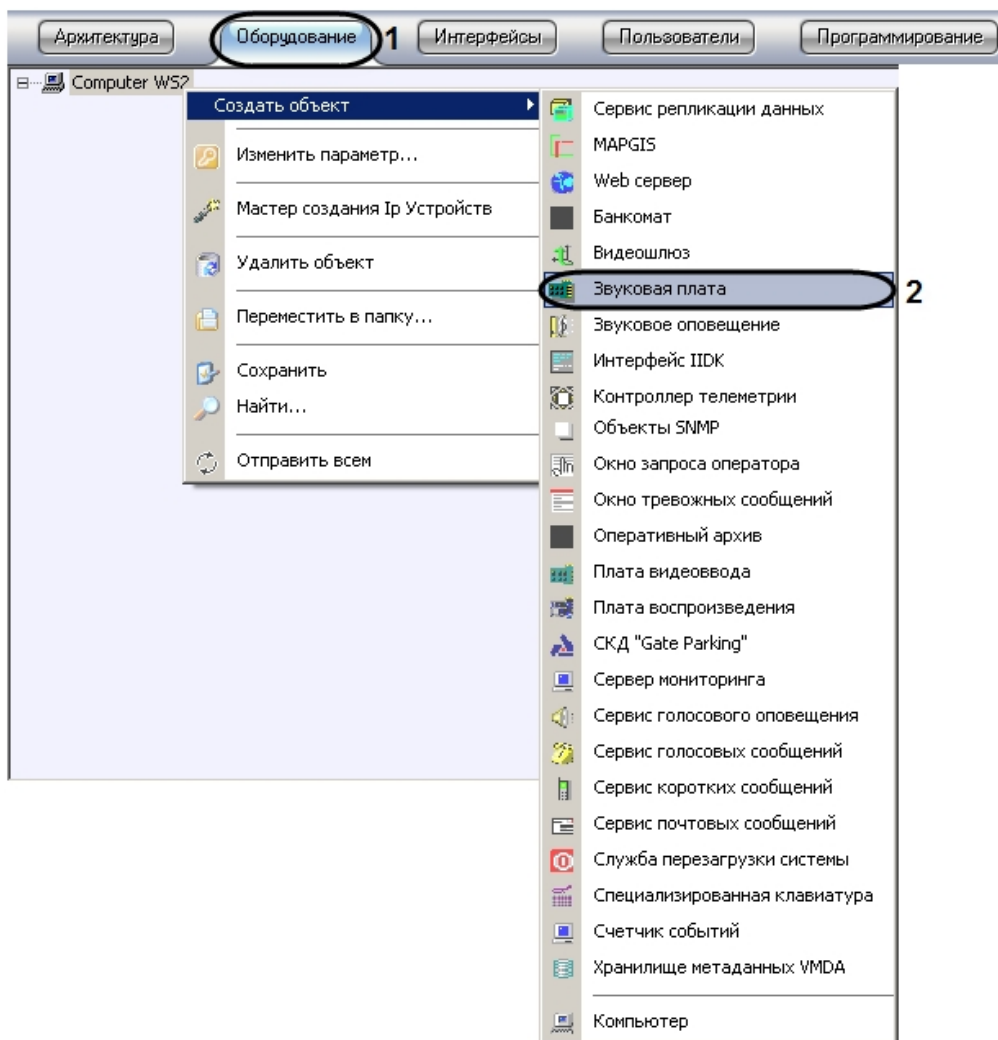 Архитектура Оборудование 1 Интерфейсы Пользователи Программирование
Computer WS2
Создать объект
Изменить параметр...
Мастер создания Ip Устройств
Удалить объект
Переместить в папку...
Сохранить
Найти...
Отправить всем
Сервис репликации данных
MAPGIS
Web сервер
Банкомат
Видеошлюз
Звуковая плата 2
Звуковое оповещение
Интерфейс IIDK
Контроллер телеметрии
Объекты SNMP
Окно запроса оператора
Окно тревожных сообщений
Оперативный архив
Плата видеоввода
Плата воспроизведения
СКД "Gate Parking"
Сервер мониторинга
Сервис голосового оповещения
Сервис голосовых сообщений
Сервис коротких сообщений
Сервис почтовых сообщений
Служба перезагрузки системы
Специализированная клавиатура
Счетчик событий
Хранилище метаданных VMDA
Компьютер